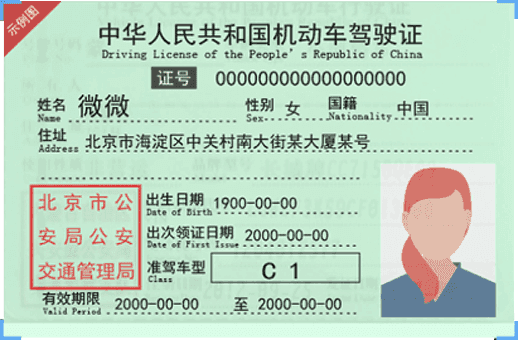 示例图
中华人民共和国机动车驾驶证
Driving License of the People's Republic of China
证号 000000000000000000
姓名 微微 性别 女 国籍 中国
Name Sex Nationality
住址 北京市海淀区中关村南大街某大厦某号
Address
北京市公
安局公安
交通管理局
出生日期 1900-00-00
Date of Birth
出次领证日期 2000-00-00
Date of First Issue
准驾车型 C1
Class
有效期限 2000-00-00 至 2000-00-00
Valid Period